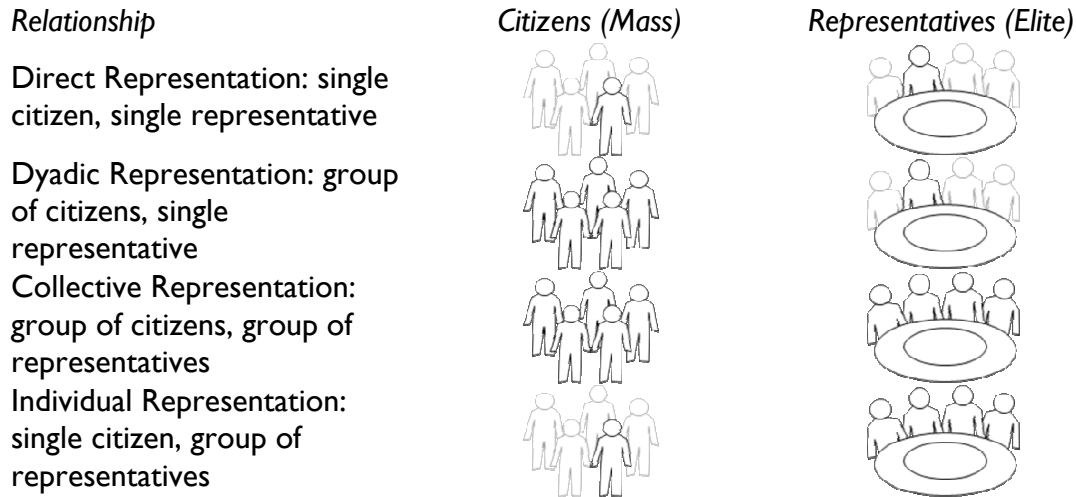 Relationship Citizens (Mass) Representatives (Elite)
Direct Representation: single
citizen, single representative
Dyadic Representation: group
of citizens, single
representative
Collective Representation:
group of citizens, group of
representatives
Individual Representation:
single citizen, group of
representatives